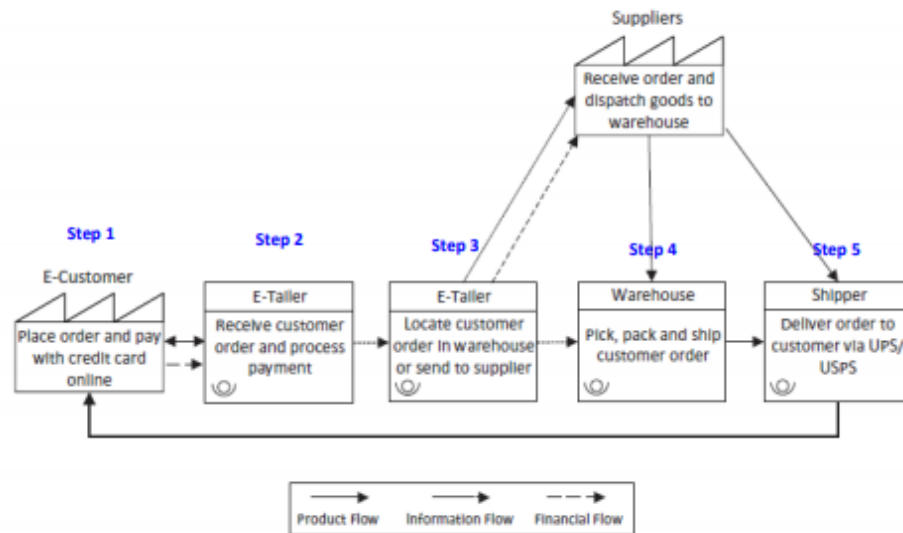 Suppliers
Receive order and
dispatch goods to
warehouse
Step 1
Step 2
Step 3
Step 4
Step 5
E-Customer
Place order and pay
with credit card
online
E-Taller
Receive customer
order and process
payment
E-Taller
Locate customer
order in warehouse
or send to supplier
Warehouse
Pick, pack and ship
customer order
Shipper
Deliver order to
customer via UPS/
USPS
Product Flow
Information Flow
Financial Flow